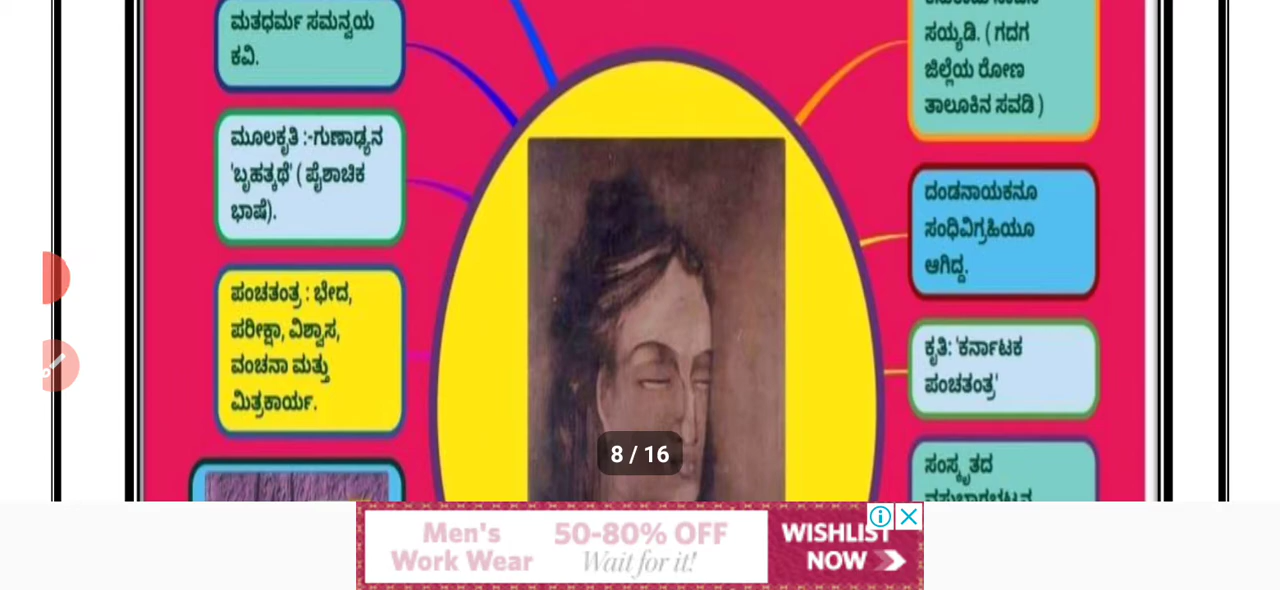 ಮತಧರ್ಮ ಸಮನ್ವಯ
ಕವಿ.
ಮೂಲಕೃತಿ :-ಗುಣಾಢ್ಯನ
'ಬೃಹತ್ಕಥೆ' ( ಪೈಶಾಚಿಕ
ಭಾಷೆ).
ಪಂಚತಂತ್ರ : ಭೇದ,
ಪರೀಕ್ಷಾ, ವಿಶ್ವಾಸ,
ವಂಚನಾ ಮತ್ತು
ಮಿತ್ರಕಾರ್ಯ.
ಸಯ್ಯಡಿ. ( ಗದಗ
ಜಿಲ್ಲೆಯ ರೋಣ
ತಾಲೂಕಿನ ಸವಡಿ )
ದಂಡನಾಯಕನೂ
ಸಂಧಿವಿಗ್ರಹಿಯೂ
ಆಗಿದ್ದ.
ಕೃತಿ: 'ಕರ್ನಾಟಕ
ಪಂಚತಂತ್ರ'
ಸಂಸ್ಕೃತದ
8 / 16
Men's
Work Wear
50-80% OFF
Wait for it!
WISHLIST
NOW